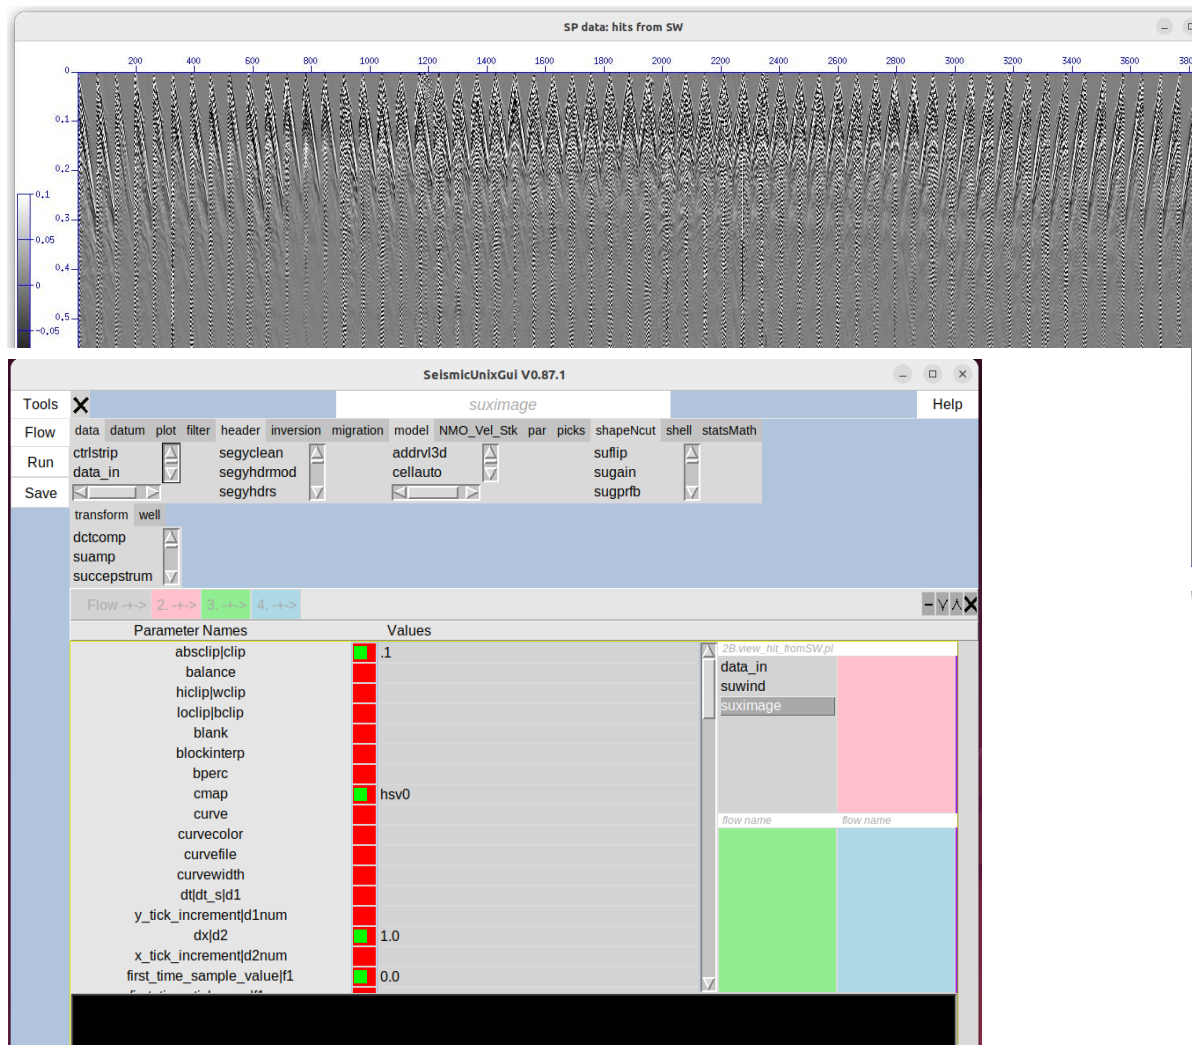 SP data: hits from SW
200 400 600 800 1000 1200 1400 1600 1800 2000 2200 2400 2600 2800 3000 3200 3400 3600
0
0.1
0.2
0.3
0.4
0.5
0.1
0.05
0
-0.05
SeismicUnixGui V0.87.1
Tools suximage Help
Flow
Run
Save
data datum plot filter header inversion migration model NMO_Vel_Stk par picks shapeNcut shell statsMath
ctrlstrip segyclean addrvl3d suflip
data_in segyhdrmod cellauto sugain
segyhdrs sugprfb
transform well
dctcomp
suamp
succepstrum
Flow -+-> 2. -+-> 3. -+-> 4. -+->
Parameter Names Values
absclip|clip .1
balance
hiclip|wclip
loclip|bclip
blank
blockinterp
bperc
cmap hsv0
curve
curvecolor
curvefile
curvewidth
dt|dt_s|d1
y_tick_increment|d1num
dx|d2 1.0
x_tick_increment|d2num
first_time_sample_value|f1 0.0
2B.view_hit_fromSW.pl
data_in
suwind
suximage
flow name flow name